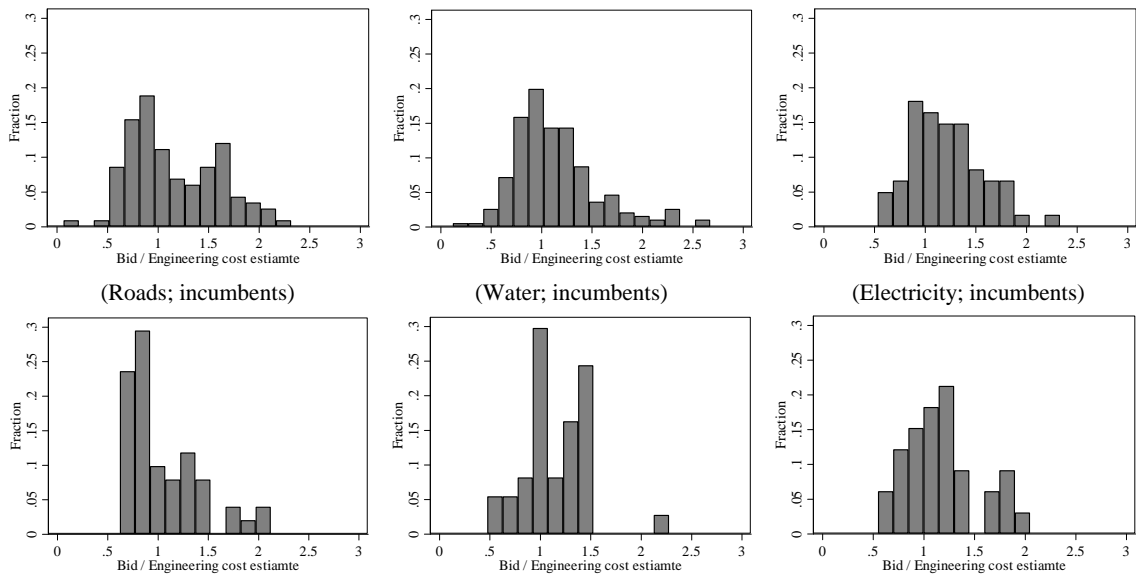 .3
.25
.2
.15
.1
.05
0
Fraction
0 .5 1 1.5 2 2.5 3
Bid / Engineering cost estiamte
.3
.25
.2
.15
.1
.05
0
Fraction
0 .5 1 1.5 2 2.5 3
Bid / Engineering cost estiamte
.3
.25
.2
.15
.1
.05
0
Fraction
0 .5 1 1.5 2 2.5 3
Bid / Engineering cost estiamte
(Roads; incumbents)
(Water; incumbents)
(Electricity; incumbents)
.3
.25
.2
.15
.1
.05
0
Fraction
0 .5 1 1.5 2 2.5 3
Bid / Engineering cost estiamte
.3
.25
.2
.15
.1
.05
0
Fraction
0 .5 1 1.5 2 2.5 3
Bid / Engineering cost estiamte
.3
.25
.2
.15
.1
.05
0
Fraction
0 .5 1 1.5 2 2.5 3
Bid / Engineering cost estiamte